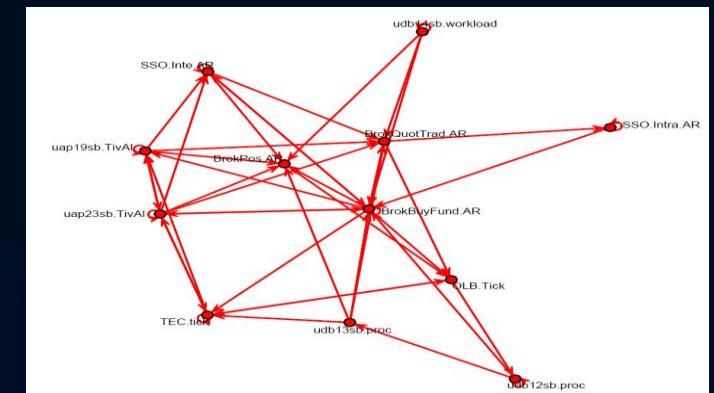 udb14sb.workload
SSO.Inte.AR
SSO.Intra.AR
BrokQuotTrad.AR
uap19sb.TivAl
BrokPos.AR
uap23sb.TivAl
BrokBuyFund.AR
OLB.Tick
TEC.tick
udb13sb.proc
udb12sb.proc